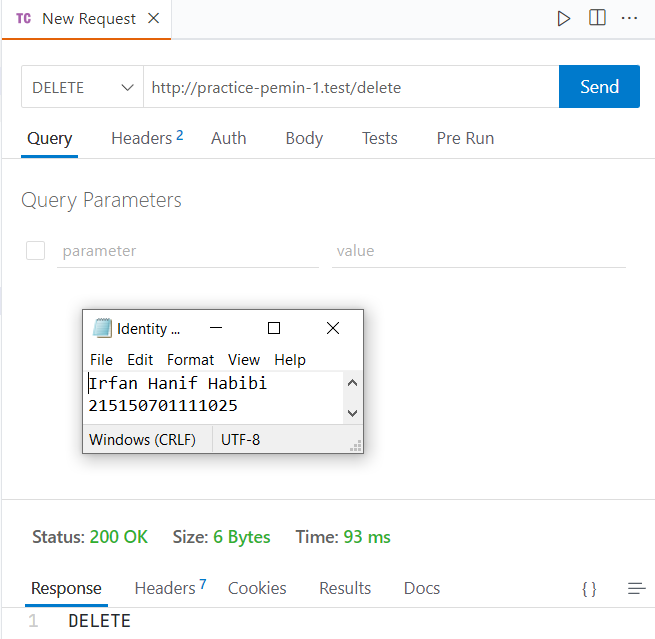 TC New Request
DELETE http://practice-pemin-1.test/delete Send
Query Headers 2 Auth Body Tests Pre Run
Query Parameters
parameter value
Identity ...
File Edit Format View Help
Irfan Hanif Habibi
215150701111025
Windows (CRLF) UTF-8
Status: 200 OK Size: 6 Bytes Time: 93 ms
Response Headers 7 Cookies Results Docs {}
1 DELETE